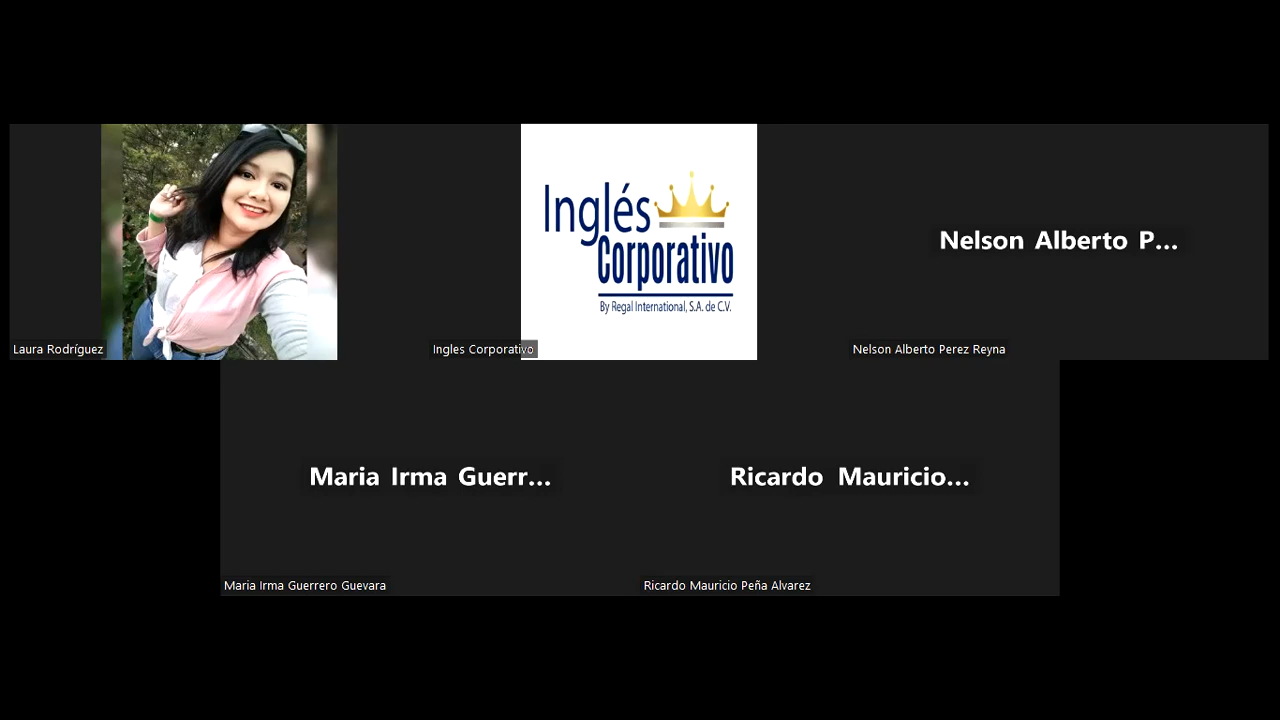 Inglés
Corporativo
By Regal International, S.A. de C.V.
Nelson Alberto P...
Laura Rodríguez
Ingles Corporativo
Nelson Alberto Perez Reyna
Maria Irma Guerr...
Ricardo Mauricio...
Maria Irma Guerrero Guevara
Ricardo Mauricio Peña Alvarez